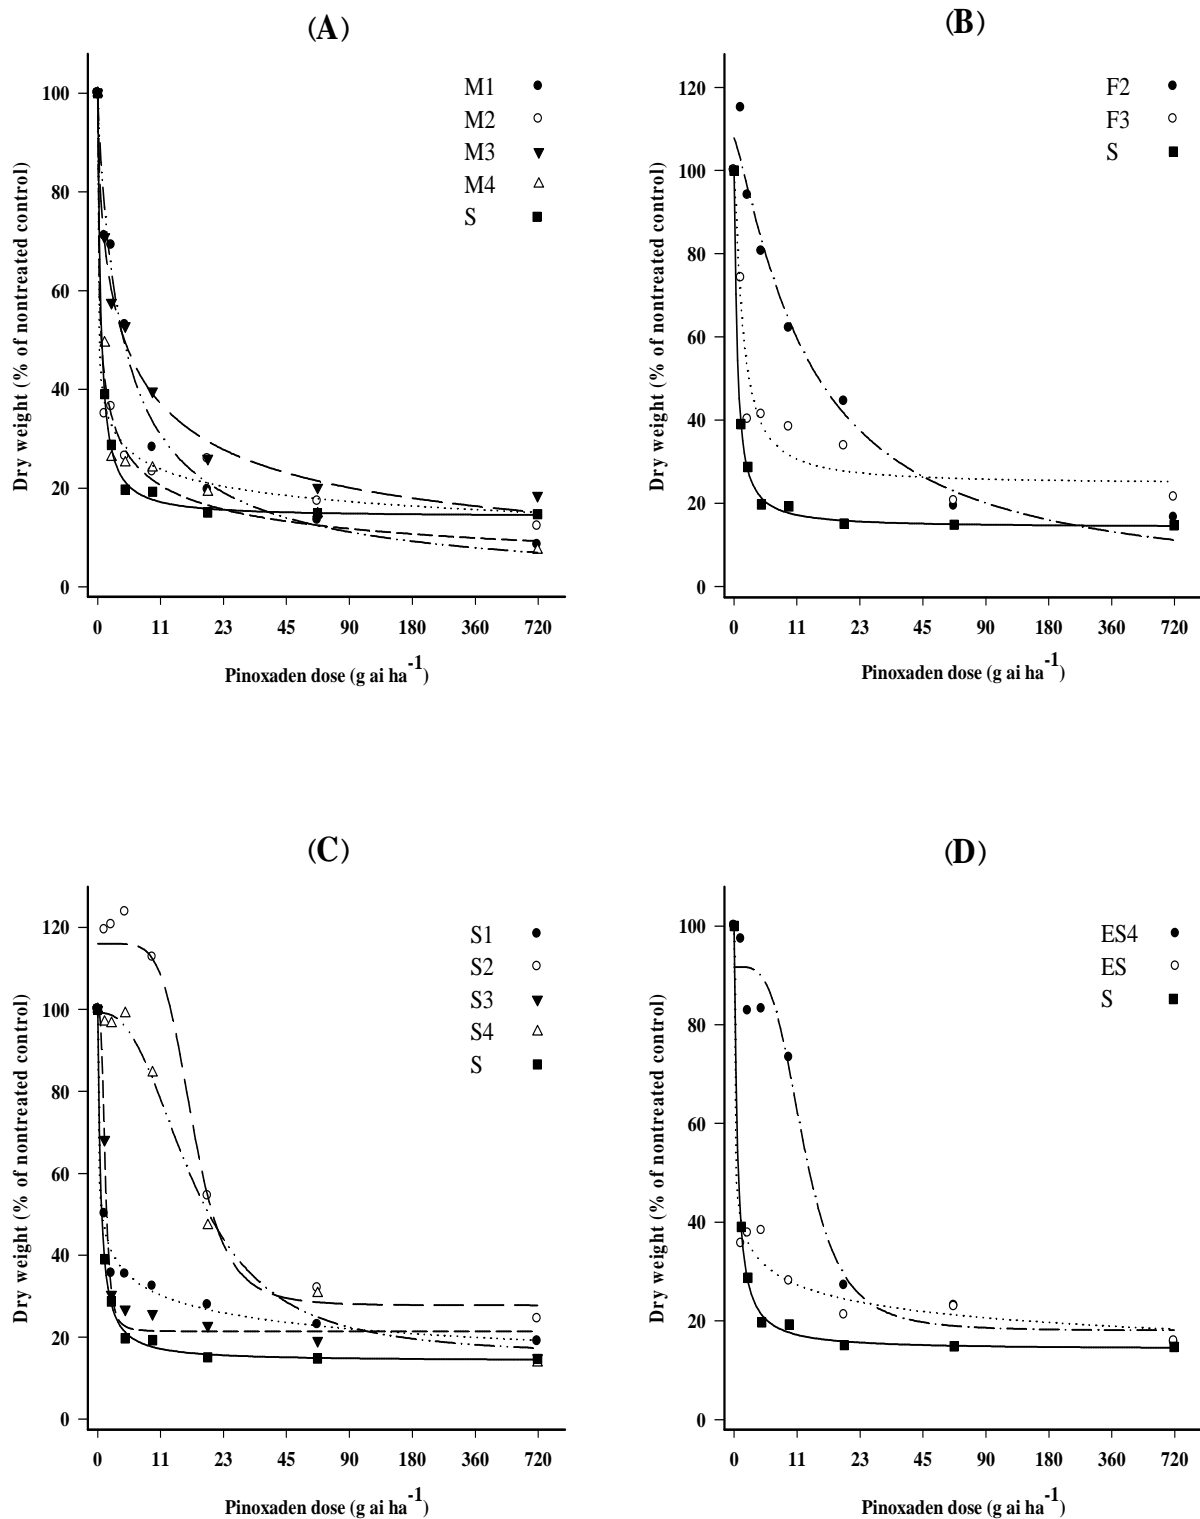 (A)
Dry weight (% of nontreated control)
100
80
60
40
20
0
M1
M2
M3
M4
S
0 11 23 45 90 180 360 720
Pinoxaden dose (g ai ha-1)
(B)
Dry weight (% of nontreated control)
120
100
80
60
40
20
0
F2
F3
S
0 11 23 45 90 180 360 720
Pinoxaden dose (g ai ha-1)
(C)
Dry weight (% of nontreated control)
120
100
80
60
40
20
0
S1
S2
S3
S4
S
0 11 23 45 90 180 360 720
Pinoxaden dose (g ai ha-1)
(D)
Dry weight (% of nontreated control)
100
80
60
40
20
0
ES4
ES
S
0 11 23 45 90 180 360 720
Pinoxaden dose (g ai ha-1)